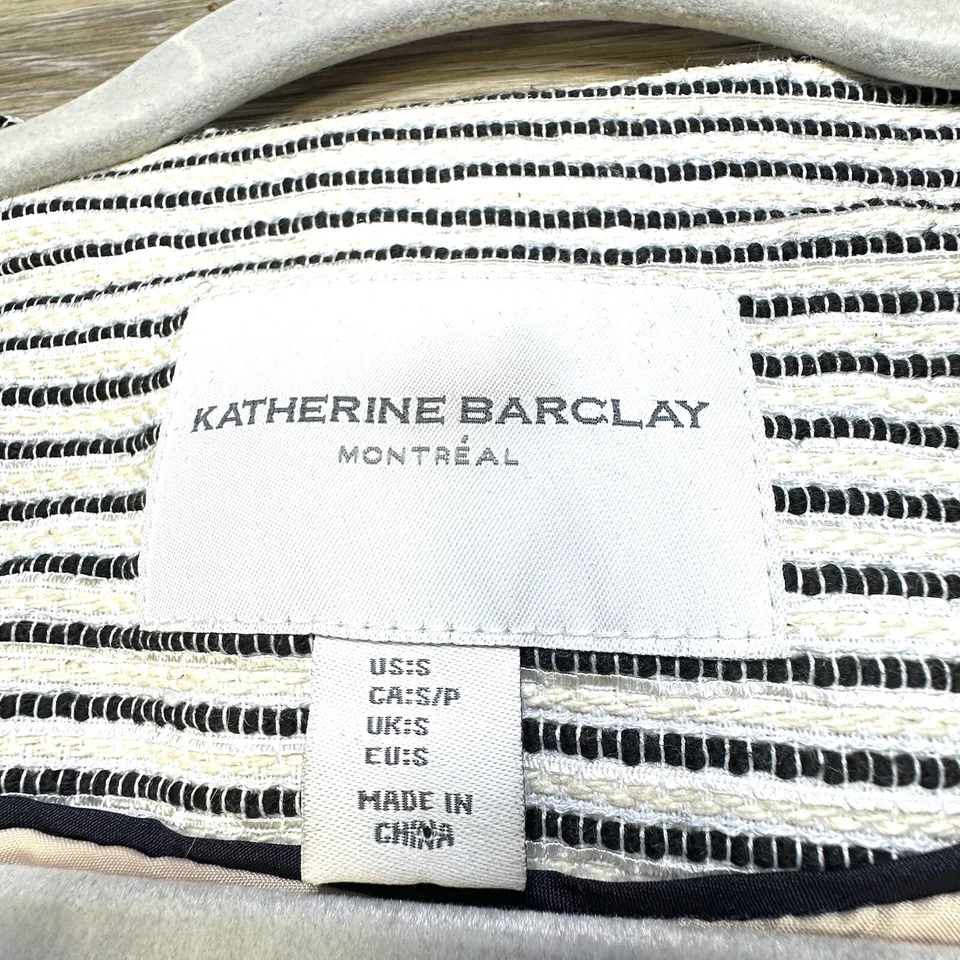 KATHERINE BARCLAY
MONTRÉAL
US:S
CA:S/P
UK:S
EU:S
MADE IN
CHINA